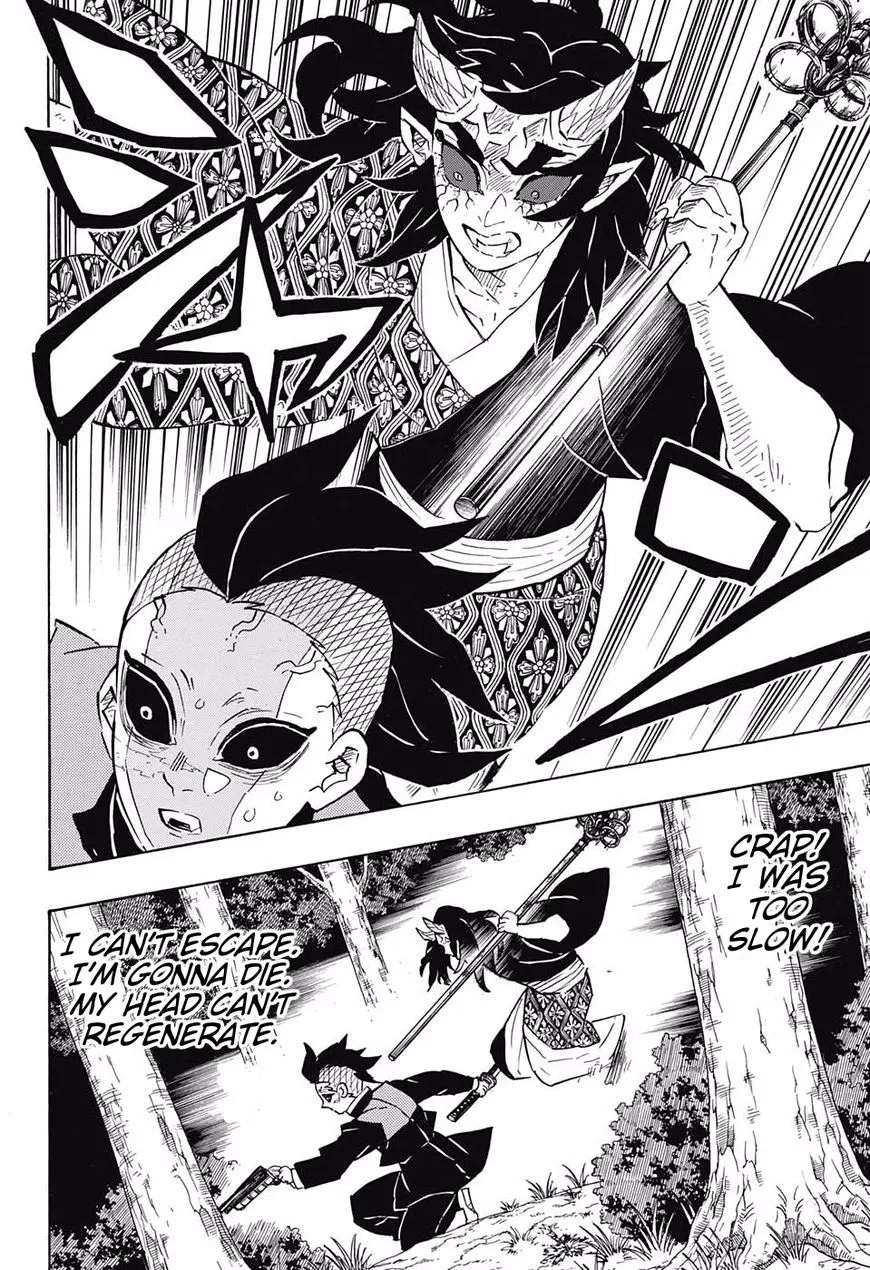 CRAP!
I WAS
TOO
SLOW!
I CAN'T ESCAPE.
I'M GONNA DIE.
MY HEAD CAN'T
REGENERATE.